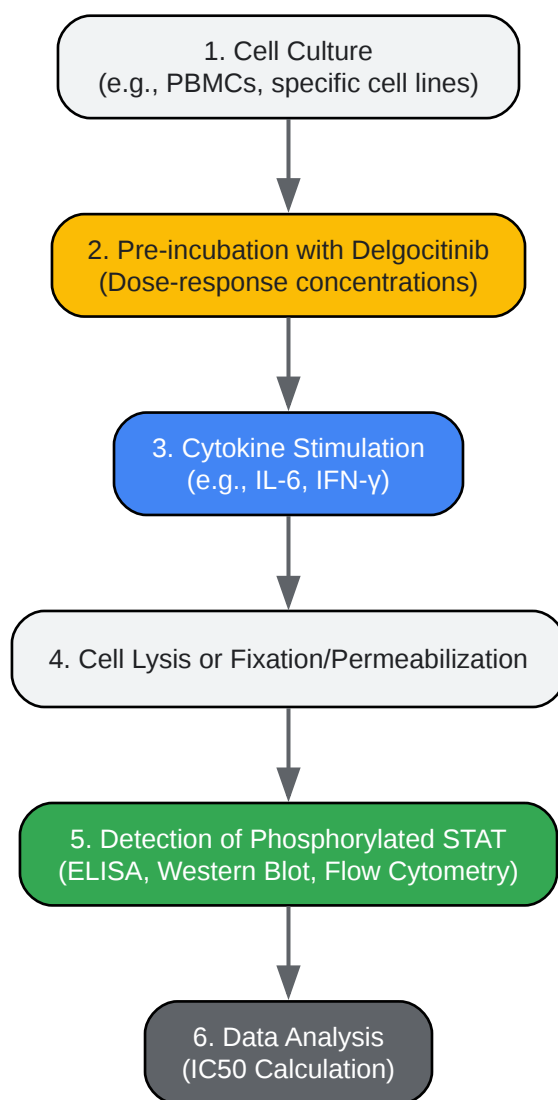 1. Cell Culture
(e.g., PBMCs, specific cell lines)
2. Pre-incubation with Delgocitinib
(Dose-response concentrations)
3. Cytokine Stimulation
(e.g., IL-6, IFN-γ)
4. Cell Lysis or Fixation/Permeabilization
5. Detection of Phosphorylated STAT
(ELISA, Western Blot, Flow Cytometry)
6. Data Analysis
(IC50 Calculation)